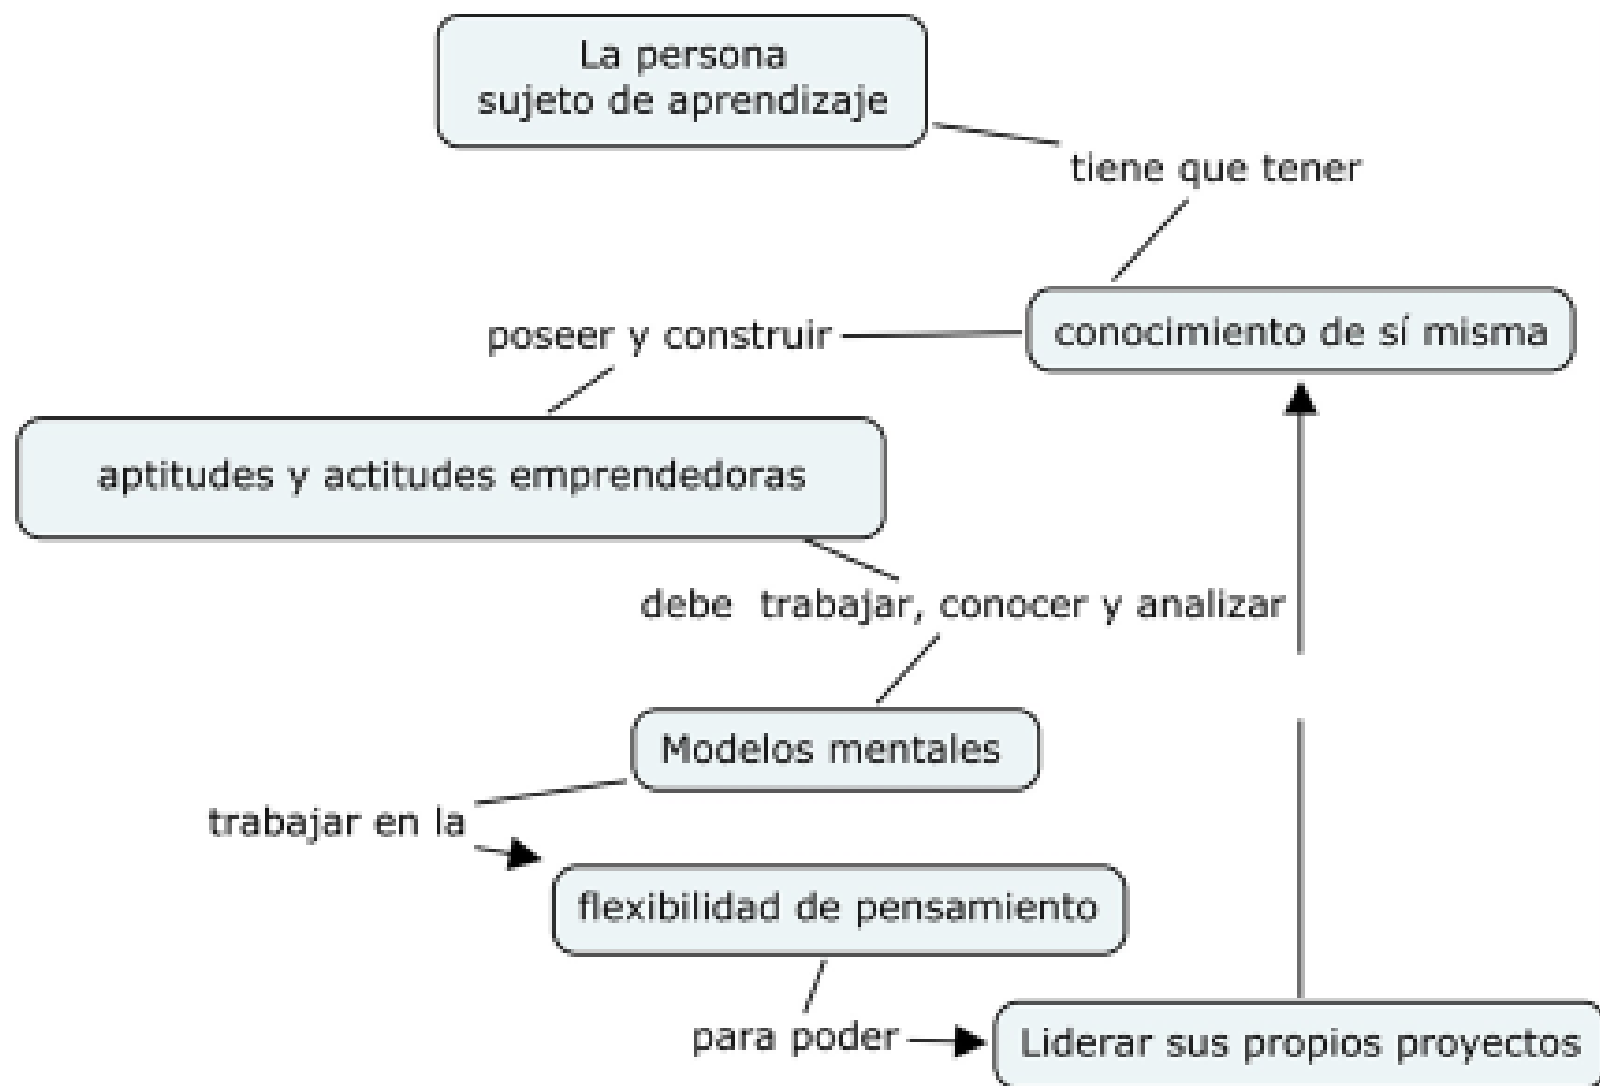 La persona
sujeto de aprendizaje
tiene que tener
conocimiento de sí misma
poseer y construir
aptitudes y actitudes emprendedoras
debe  trabajar, conocer y analizar
Modelos mentales
trabajar en la
flexibilidad de pensamiento
para poder
Liderar sus propios proyectos